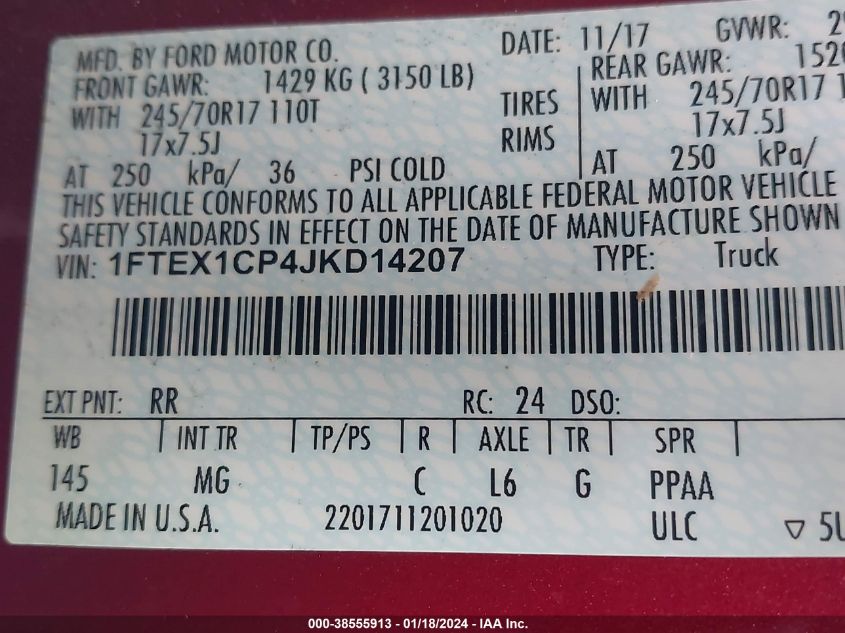 MFD. BY FORD MOTOR CO. DATE: 11/17 GVWR:
FRONT GAWR: 1429 KG ( 3150 LB) REAR GAWR:
WITH 245/70R17 110T TIRES WITH 245/70R17
17x7.5J RIMS 17x7.5J
AT 250 kPa/ 36 PSI COLD AT 250 kPa/
THIS VEHICLE CONFORMS TO ALL APPLICABLE FEDERAL MOTOR VEHICLE
SAFETY STANDARDS IN EFFECT ON THE DATE OF MANUFACTURE SHOWN
VIN: 1FTEX1CP4JKD14207 TYPE: Truck
EXT PNT: RR RC: 24 DSO:
WB INT TR TP/PS R AXLE TR SPR
145 MG C L6 G PPAA
MADE IN U.S.A. 2201711201020 ULC
000-38555913 - 01/18/2024 - IAA Inc.